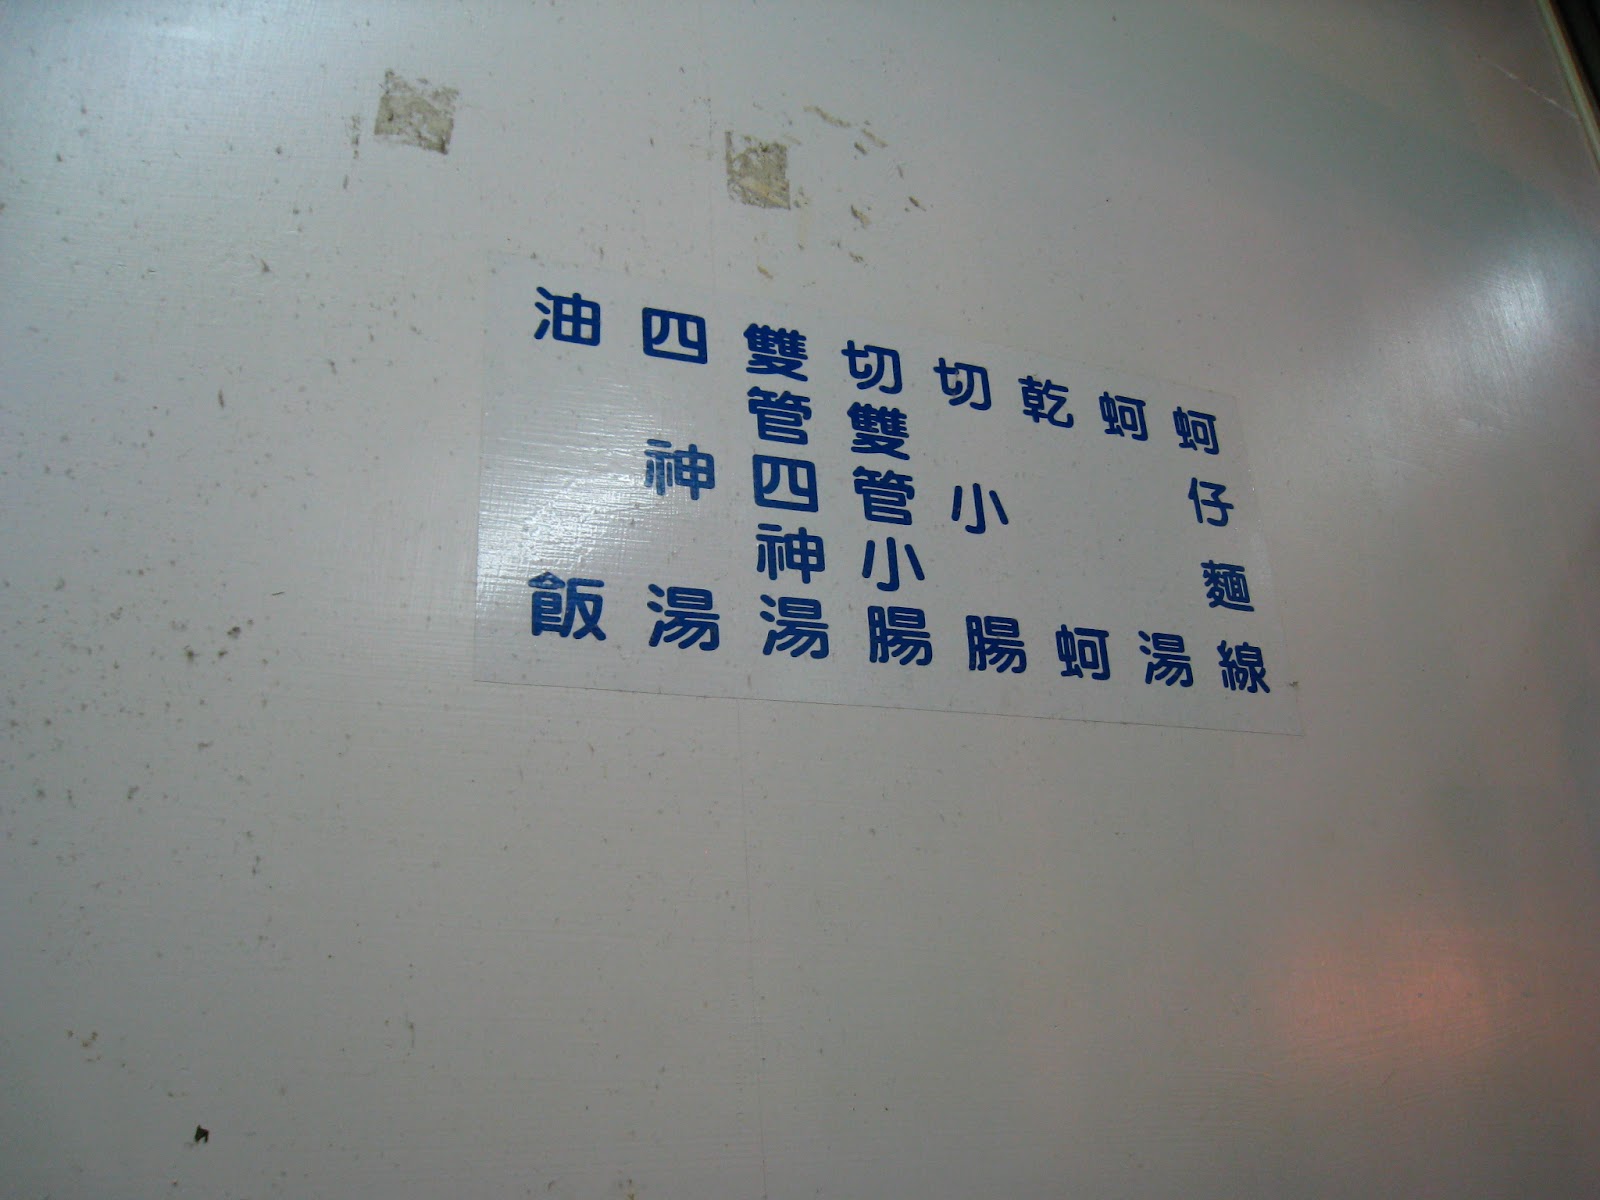 蚵仔麵線
蚵湯
乾蚵
切小腸
切雙管小腸
雙管四神湯
四神湯
油飯